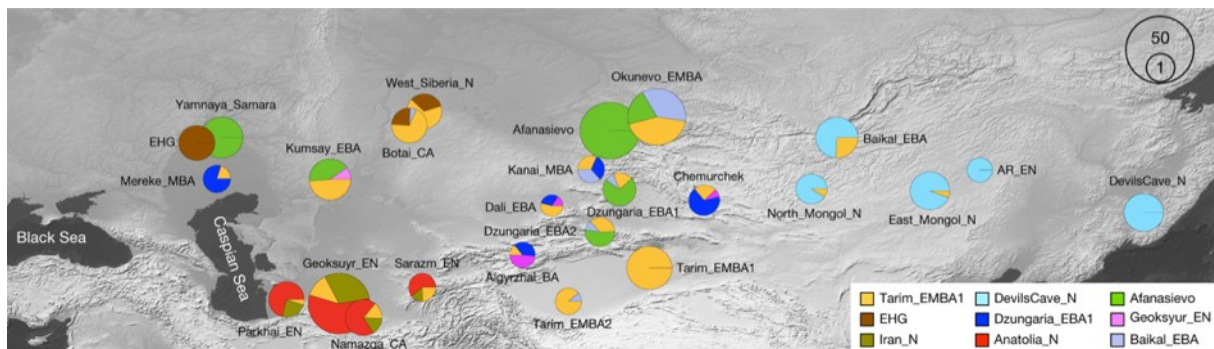 50
1
Okunevo_EMBA
West_Siberia_N
Yamnaya_Samara
Afanasievo
EHG
Botai_CA
Baikal_EBA
Kumsay_EBA
Kanai_MBA
Chemurchek
AR_EN
Mereke_MBA
DevilsCave_N
Dali_EBA
Dzungaria_EBA1
North_Mongol_N
East_Mongol_N
Dzungaria_EBA2
Black Sea
Caspian Sea
Geoksuyr_EN
Sarazm_EN
Aigyrzhal_BA
Tarim_EMBA1
Parkhai_EN
Namazga_CA
Tarim_EMBA2
Tarim_EMBA1 DevilsCave_N Afanasievo
EHG Dzungaria_EBA1 Geoksyur_EN
Iran_N Anatolia_N Baikal_EBA